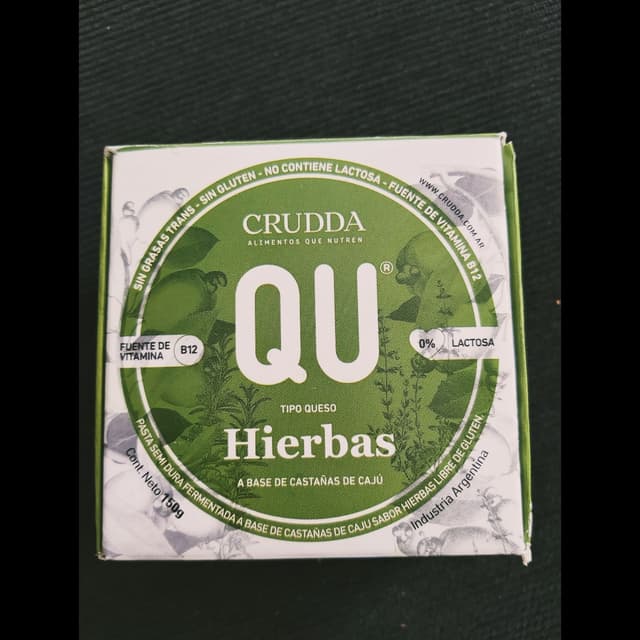 SIN GRASAS TRANS - SIN GLUTEN - NO CONTIENE LACTOSA - FUENTE DE VITAMINA B12
WWW.CRUDDA.COM.AR
CRUDDA
ALIMENTOS QUE NUTREN
QU®
FUENTE DE
VITAMINA
B12
0%
LACTOSA
TIPO QUESO
Hierbas
A BASE DE CASTAÑAS DE CAJÚ
PASTA SEMI DURA FERMENTADA A BASE DE CASTAÑAS DE CAJU SABOR HIERBAS LIBRE DE GLUTEN.
Cont. Neto 150g
Industria Argentina